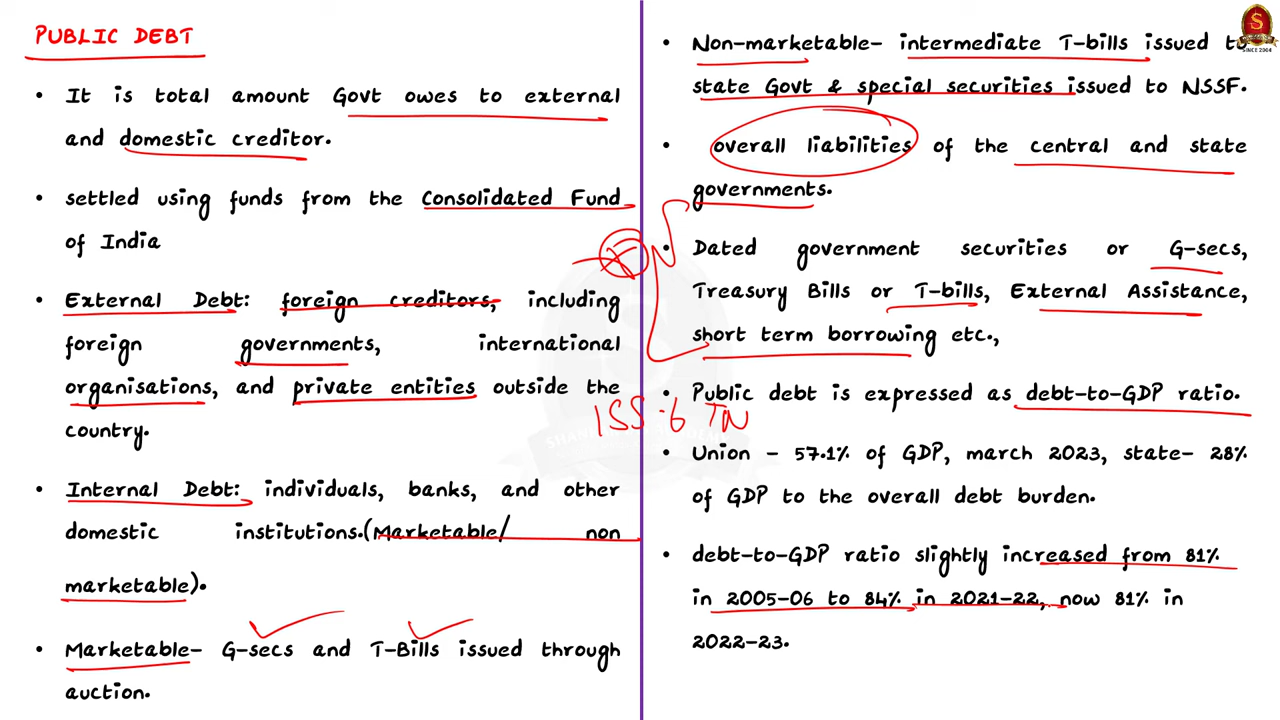 PUBLIC DEBT
• It is total amount Govt owes to external
and domestic creditor.
• settled using funds from the Consolidated Fund
of India
• External Debt: foreign creditors, including
foreign governments, international
organisations, and private entities outside the
country.
• Internal Debt: individuals, banks, and other
domestic institutions.(Marketable/ non
marketable).
• Marketable- G-secs and T-Bills issued through
auction.
• Non-marketable- intermediate T-bills issued to
state Govt & special securities issued to NSSF.
• overall liabilities of the central and state
governments.
• Dated government securities or G-secs,
Treasury Bills or T-bills, External Assistance,
short term borrowing etc.,
• Public debt is expressed as debt-to-GDP ratio.
• Union - 57.1% of GDP, march 2023, state- 28%
of GDP to the overall debt burden.
• debt-to-GDP ratio slightly increased from 81%
in 2005-06 to 84% in 2021-22, now 81% in
2022-23.
S
SINCE 2004